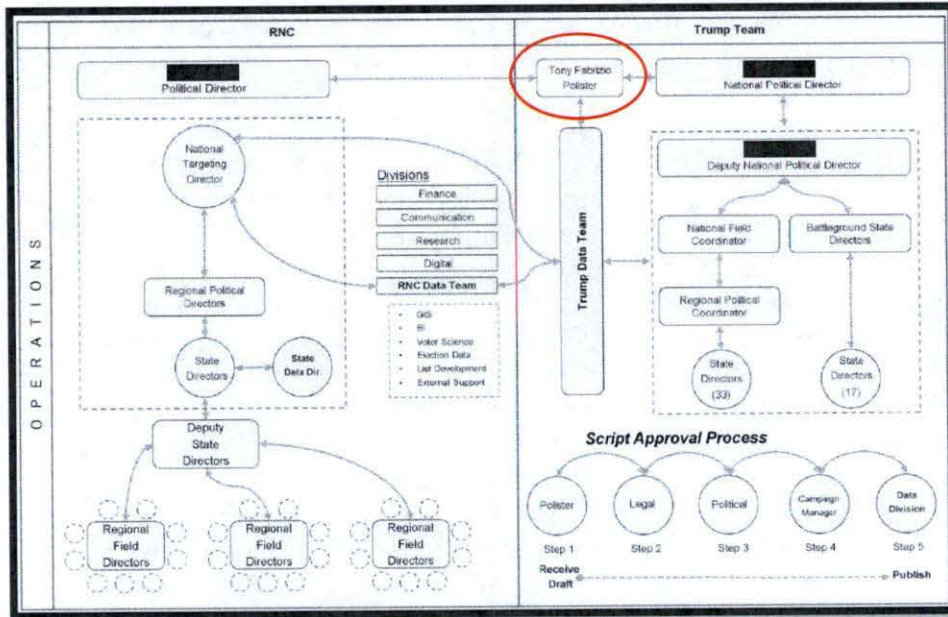 RNC
Trump Team
OPERATIONS
Political Director
Tony Fabrizio
Pollster
National Political Director
National
Targeting
Director
Divisions
Finance
Communication
Research
Digital
RNC Data Team
GIS
BI
Voter Science
Election Data
List Development
External Support
Regional Political
Directors
State
Directors
State
Data Dir.
Deputy
State
Directors
Regional
Field
Directors
Regional
Field
Directors
Regional
Field
Directors
Trump Data Team
Deputy National Political Director
National Field
Coordinator
Battleground State
Directors
Regional Political
Coordinator
State
Directors
(33)
State
Directors
(17)
Script Approval Process
Pollster
Legal
Political
Campaign
Manager
Data
Division
Step 1
Step 2
Step 3
Step 4
Step 5
Receive
Draft
Publish